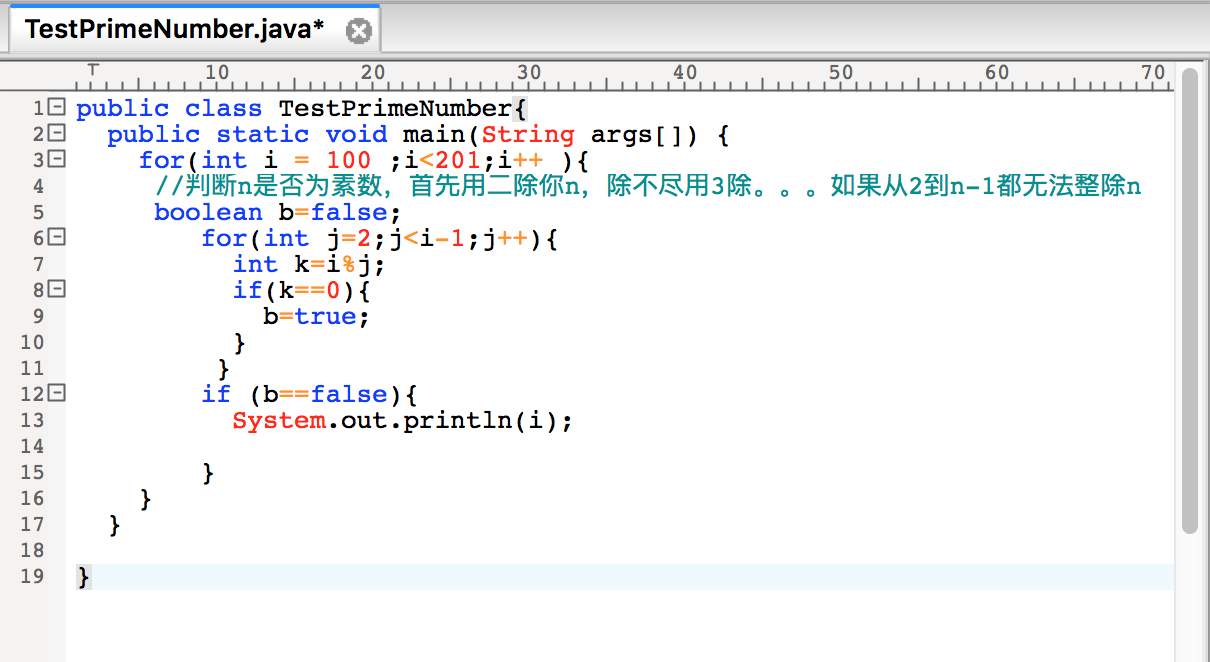 TestPrimeNumber.java*
10 20 30 40 50 60 70
1 public class TestPrimeNumber{
2 public static void main(String args[]) {
3 for(int i = 100 ;i<201;i++ ){
4 //判断n是否为素数，首先用二除你n，除不尽用3除。。。如果从2到n-1都无法整除n
5 boolean b=false;
6 for(int j=2;j<i-1;j++){
7 int k=i%j;
8 if(k==0){
9 b=true;
10 }
11 }
12 if (b==false){
13 System.out.println(i);
14
15 }
16 }
17 }
18
19 }